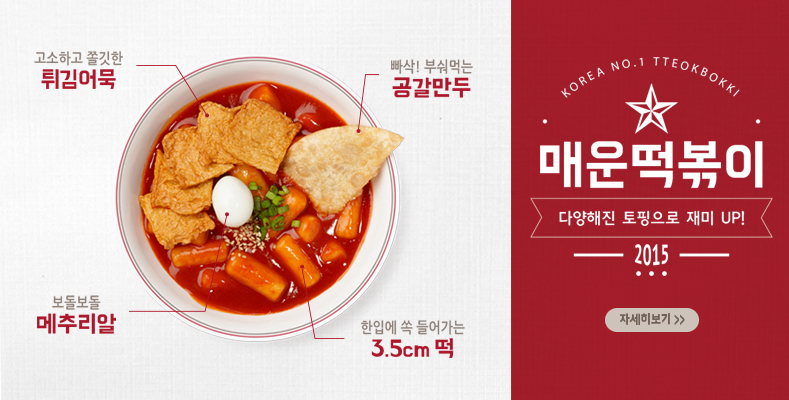 고소하고 쫄깃한
튀김어묵
빠삭! 부숴먹는
공갈만두
보돌보돌
메추리알
한입에 쏙 들어가는
3.5cm 떡
KOREA NO.1 TTEOKBOKKI
매운떡볶이
다양해진 토핑으로 재미 UP!
2015
자세히보기 >>